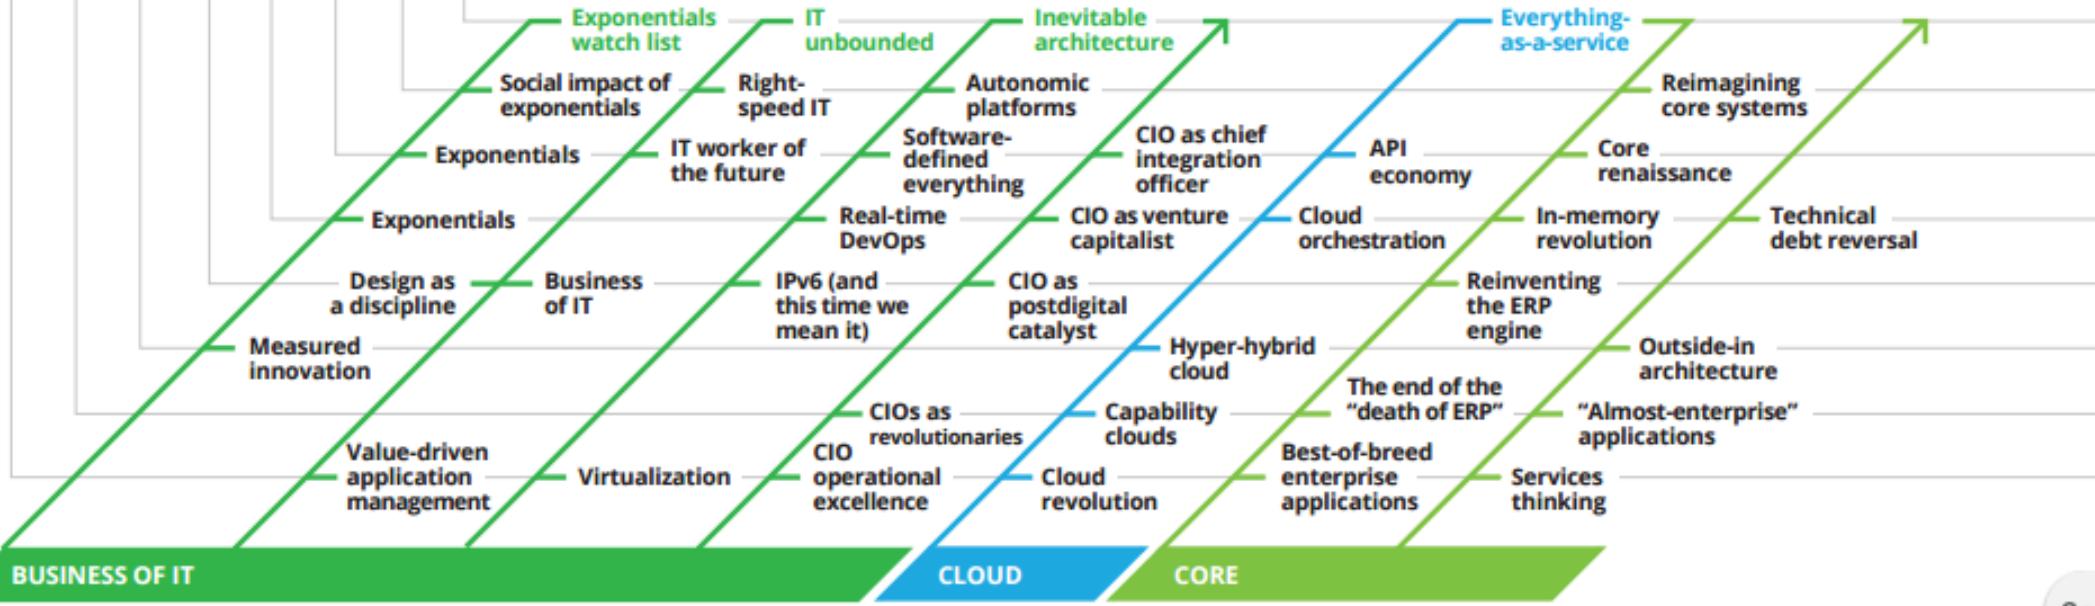 Exponentials
watch list
IT
unbounded
Inevitable
architecture
Everything-
as-a-service
Social impact of
exponentials
Right-
speed IT
Autonomic
platforms
Reimagining
core systems
Exponentials
IT worker of
the future
Software-
defined
everything
CIO as chief
integration
officer
API
economy
Core
renaissance
Exponentials
Real-time
DevOps
CIO as venture
capitalist
Cloud
orchestration
In-memory
revolution
Technical
debt reversal
Design as
a discipline
Business
of IT
IPv6 (and
this time we
mean it)
CIO as
postdigital
catalyst
Reinventing
the ERP
engine
Measured
innovation
Hyper-hybrid
cloud
Outside-in
architecture
CIOs as
revolutionaries
Capability
clouds
The end of the
“death of ERP”
“Almost-enterprise”
applications
Value-driven
application
management
Virtualization
CIO
operational
excellence
Cloud
revolution
Best-of-breed
enterprise
applications
Services
thinking
BUSINESS OF IT
CLOUD
CORE